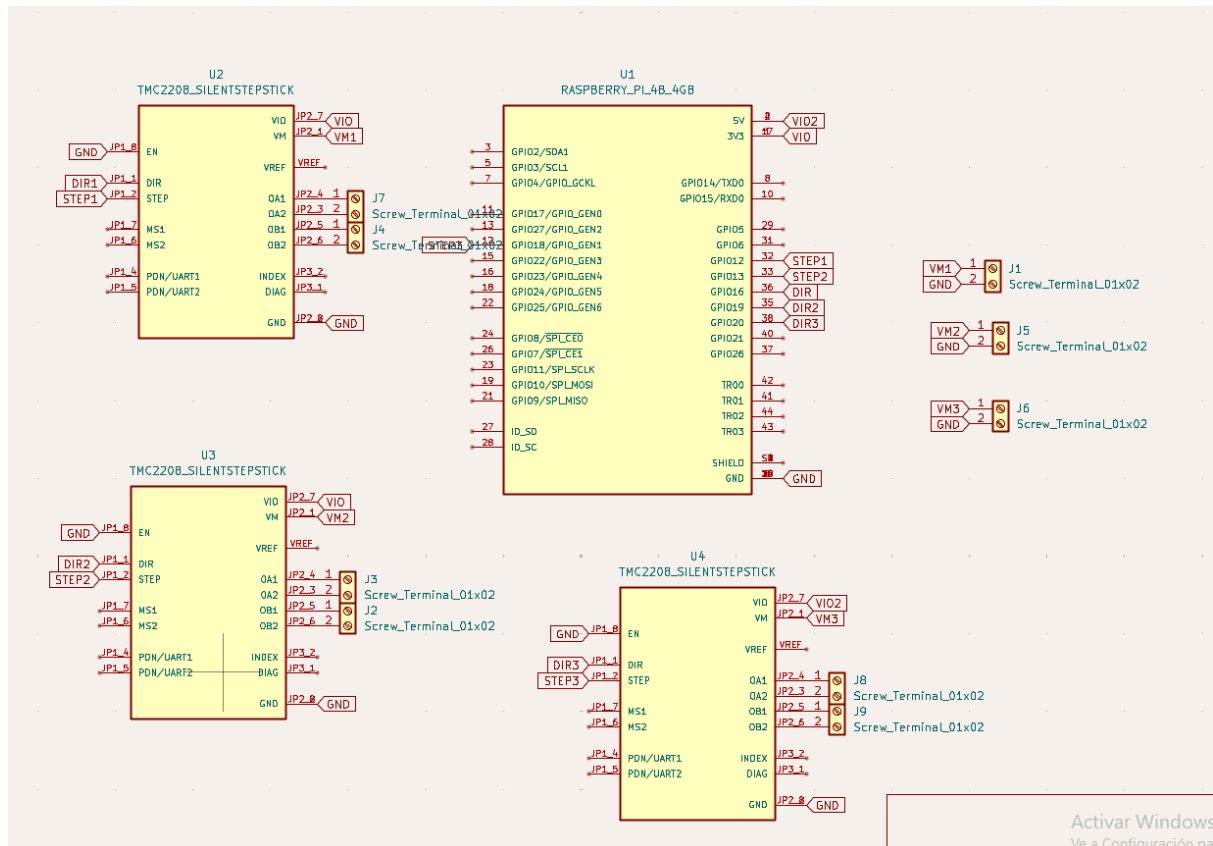 U2
TMC2208_SILENTSTEPSTICK
VIO JP2_7 VIO
VM JP2_1 VM1
GND JP1_8 EN
VREF VREF
DIR1 JP1_1 DIR
STEP1 JP1_2 STEP
OA1 JP2_4 1
OA2 JP2_3 2
J7
Screw_Terminal_01x02
JP1_7 MS1
JP1_6 MS2
OB1 JP2_5 1
OB2 JP2_6 2
J4
Screw_Terminal_01x02
JP1_4 PDN/UART1
JP1_5 PDN/UART2
INDEX JP3_2
DIAG JP3_1
GND JP2_8 GND
U1
RASPBERRY_PI_4B_4GB
5V VIO2
3V3 VIO
3 GPIO2/SDA1
5 GPIO3/SCL1
7 GPIO4/GPIO_GCKL
GPIO14/TXD0 8
GPIO15/RXD0 10
11 GPIO17/GPIO_GEN0
13 GPIO27/GPIO_GEN2
STEP3 12 GPIO18/GPIO_GEN1
15 GPIO22/GPIO_GEN3
16 GPIO23/GPIO_GEN4
18 GPIO24/GPIO_GEN5
22 GPIO25/GPIO_GEN6
GPIO5 29
GPIO6 31
GPIO12 32 STEP1
GPIO13 33 STEP2
GPIO16 36 DIR
GPIO19 35 DIR2
GPIO20 38 DIR3
GPIO21 40
GPIO26 37
24 GPIO8/SPI_CE0
26 GPIO7/SPI_CE1
23 GPIO11/SPI_SCLK
19 GPIO10/SPI_MOSI
21 GPIO9/SPI_MISO
TR00 42
TR01 41
TR02 44
TR03 43
27 ID_SD
28 ID_SC
SHIELD
GND GND
VM1 1 J1
GND 2 Screw_Terminal_01x02
VM2 1 J5
GND 2 Screw_Terminal_01x02
VM3 1 J6
GND 2 Screw_Terminal_01x02
U3
TMC2208_SILENTSTEPSTICK
VIO JP2_7 VIO
VM JP2_1 VM2
GND JP1_8 EN
VREF VREF
DIR2 JP1_1 DIR
STEP2 JP1_2 STEP
OA1 JP2_4 1
OA2 JP2_3 2
J3
Screw_Terminal_01x02
JP1_7 MS1
JP1_6 MS2
OB1 JP2_5 1
OB2 JP2_6 2
J2
Screw_Terminal_01x02
JP1_4 PDN/UART1
JP1_5 PDN/UART2
INDEX JP3_2
DIAG JP3_1
GND JP2_8 GND
U4
TMC2208_SILENTSTEPSTICK
VIO JP2_7 VIO2
VM JP2_1 VM3
GND JP1_8 EN
VREF VREF
DIR3 JP1_1 DIR
STEP3 JP1_2 STEP
OA1 JP2_4 1
OA2 JP2_3 2
J8
Screw_Terminal_01x02
JP1_7 MS1
JP1_6 MS2
OB1 JP2_5 1
OB2 JP2_6 2
J9
Screw_Terminal_01x02
JP1_4 PDN/UART1
JP1_5 PDN/UART2
INDEX JP3_2
DIAG JP3_1
GND GND
Activar Windows
Ve a Configuración pa